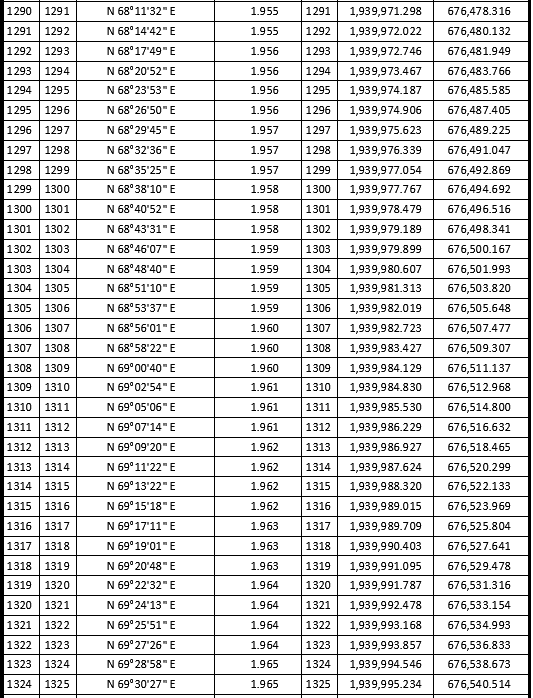 1290 1291 N 68°11'32" E 1.955 1291 1,939,971.298 676,478.316
1291 1292 N 68°14'42" E 1.955 1292 1,939,972.022 676,480.132
1292 1293 N 68°17'49" E 1.956 1293 1,939,972.746 676,481.949
1293 1294 N 68°20'52" E 1.956 1294 1,939,973.467 676,483.766
1294 1295 N 68°23'53" E 1.956 1295 1,939,974.187 676,485.585
1295 1296 N 68°26'50" E 1.956 1296 1,939,974.906 676,487.405
1296 1297 N 68°29'45" E 1.957 1297 1,939,975.623 676,489.225
1297 1298 N 68°32'36" E 1.957 1298 1,939,976.339 676,491.047
1298 1299 N 68°35'25" E 1.957 1299 1,939,977.054 676,492.869
1299 1300 N 68°38'10" E 1.958 1300 1,939,977.767 676,494.692
1300 1301 N 68°40'52" E 1.958 1301 1,939,978.479 676,496.516
1301 1302 N 68°43'31" E 1.958 1302 1,939,979.189 676,498.341
1302 1303 N 68°46'07" E 1.959 1303 1,939,979.899 676,500.167
1303 1304 N 68°48'40" E 1.959 1304 1,939,980.607 676,501.993
1304 1305 N 68°51'10" E 1.959 1305 1,939,981.313 676,503.820
1305 1306 N 68°53'37" E 1.959 1306 1,939,982.019 676,505.648
1306 1307 N 68°56'01" E 1.960 1307 1,939,982.723 676,507.477
1307 1308 N 68°58'22" E 1.960 1308 1,939,983.427 676,509.307
1308 1309 N 69°00'40" E 1.960 1309 1,939,984.129 676,511.137
1309 1310 N 69°02'54" E 1.961 1310 1,939,984.830 676,512.968
1310 1311 N 69°05'06" E 1.961 1311 1,939,985.530 676,514.800
1311 1312 N 69°07'14" E 1.961 1312 1,939,986.229 676,516.632
1312 1313 N 69°09'20" E 1.962 1313 1,939,986.927 676,518.465
1313 1314 N 69°11'22" E 1.962 1314 1,939,987.624 676,520.299
1314 1315 N 69°13'22" E 1.962 1315 1,939,988.320 676,522.133
1315 1316 N 69°15'18" E 1.962 1316 1,939,989.015 676,523.969
1316 1317 N 69°17'11" E 1.963 1317 1,939,989.709 676,525.804
1317 1318 N 69°19'01" E 1.963 1318 1,939,990.403 676,527.641
1318 1319 N 69°20'48" E 1.963 1319 1,939,991.095 676,529.478
1319 1320 N 69°22'32" E 1.964 1320 1,939,991.787 676,531.316
1320 1321 N 69°24'13" E 1.964 1321 1,939,992.478 676,533.154
1321 1322 N 69°25'51" E 1.964 1322 1,939,993.168 676,534.993
1322 1323 N 69°27'26" E 1.964 1323 1,939,993.857 676,536.833
1323 1324 N 69°28'58" E 1.965 1324 1,939,994.546 676,538.673
1324 1325 N 69°30'27" E 1.965 1325 1,939,995.234 676,540.514